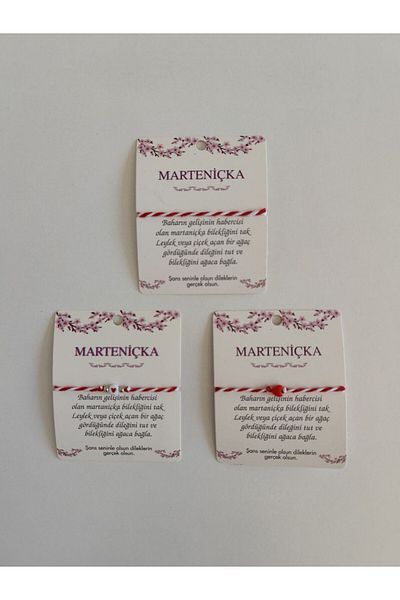 MARTENİÇKA
Baharın gelişinin habercisi
olan martaniçka bilekliğini tak
Leylek veya çiçek açan bir ağaç
gördüğünde dileğini tut ve
bilekliğini ağaca bağla.
Şans seninle olsun dileklerin
gerçek olsun.
MARTENİÇKA
Baharın gelişinin habercisi
olan martaniçka bilekliğini tak
Leylek veya çiçek açan bir ağaç
gördüğünde dileğini tut ve
bilekliğini ağaca bağla.
Şans seninle olsun dileklerin
gerçek olsun.
MARTENİÇKA
Baharın gelişinin habercisi
olan martaniçka bilekliğini tak
Leylek veya çiçek açan bir ağaç
gördüğünde dileğini tut ve
bilekliğini ağaca bağla.
Şans seninle olsun dileklerin
gerçek olsun.